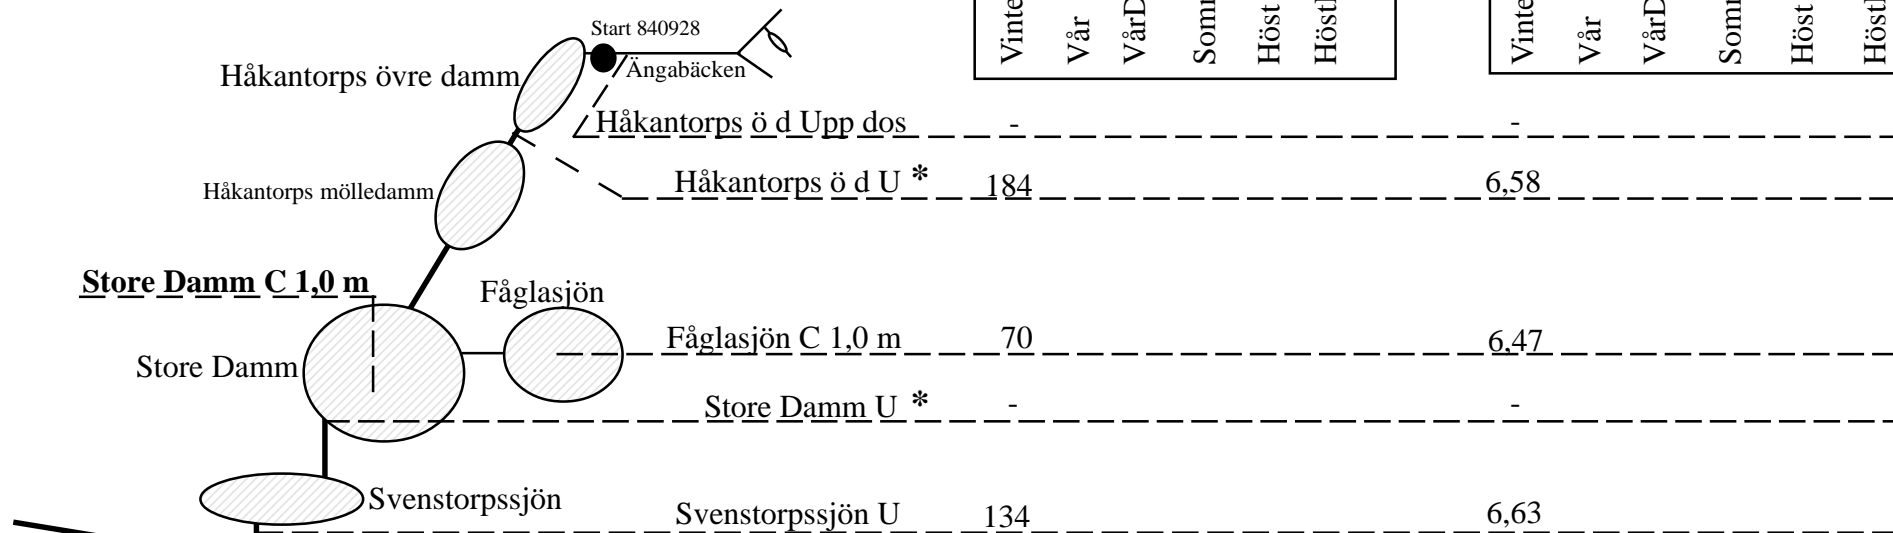 Vår
VårD
Höst
Vår
VårD
Höst
Start 840928
Ängabäcken
Håkantorps övre damm
Håkantorps ö d Upp dos - -
Håkantorps ö d U * 184 6,58
Håkantorps mölledamm
Store Damm C 1,0 m
Fåglasjön
Fåglasjön C 1,0 m 70 6,47
Store Damm
Store Damm U * - -
Svenstorpssjön
Svenstorpssjön U 134 6,63